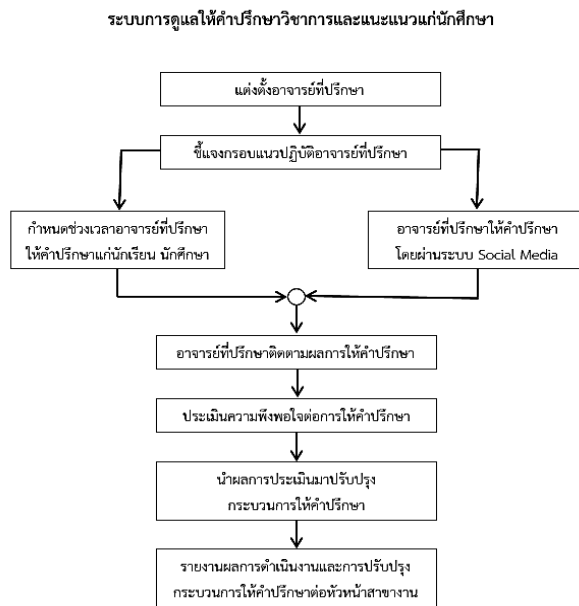 ระบบการดูแลให้คำปรึกษาวิชาการและแนะแนวแก่นักศึกษา
แต่งตั้งอาจารย์ที่ปรึกษา
ชี้แจงกรอบแนวปฏิบัติอาจารย์ที่ปรึกษา
กำหนดช่วงเวลาอาจารย์ที่ปรึกษา
ให้คำปรึกษาแก่นักเรียน นักศึกษา
อาจารย์ที่ปรึกษาให้คำปรึกษา
โดยผ่านระบบ Social Media
อาจารย์ที่ปรึกษาติดตามผลการให้คำปรึกษา
ประเมินความพึงพอใจต่อการให้คำปรึกษา
นำผลการประเมินมาปรับปรุง
กระบวนการให้คำปรึกษา
รายงานผลการดำเนินงานและการปรับปรุง
กระบวนการให้คำปรึกษาต่อหัวหน้าสาขางาน